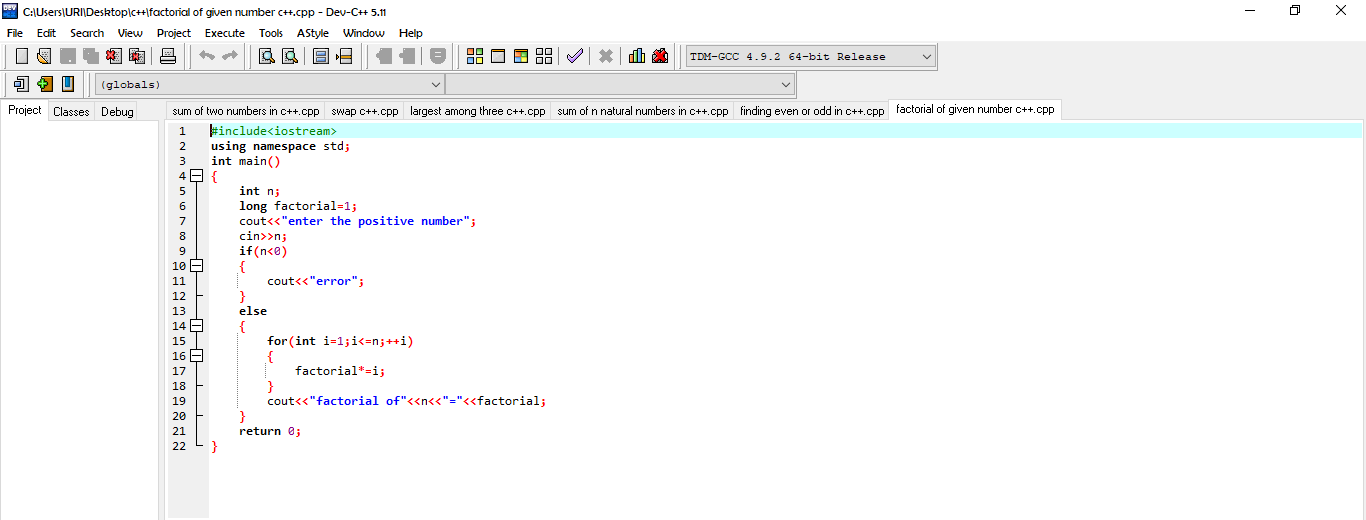 C:\Users\URI\Desktop\c++\factorial of given number c++.cpp - Dev-C++ 5.11
File Edit Search View Project Execute Tools AStyle Window Help
TDM-GCC 4.9.2 64-bit Release
(globals)
Project Classes Debug
sum of two numbers in c++.cpp swap c++.cpp largest among three c++.cpp sum of n natural numbers in c++.cpp finding even or odd in c++.cpp factorial of given number c++.cpp
1 #include<iostream>
2 using namespace std;
3 int main()
4 {
5 int n;
6 long factorial=1;
7 cout<<"enter the positive number";
8 cin>>n;
9 if(n<0)
10 {
11 cout<<"error";
12 }
13 else
14 {
15 for(int i=1;i<=n;++i)
16 {
17 factorial*=i;
18 }
19 cout<<"factorial of"<<n<<"="<<factorial;
20 }
21 return 0;
22 }